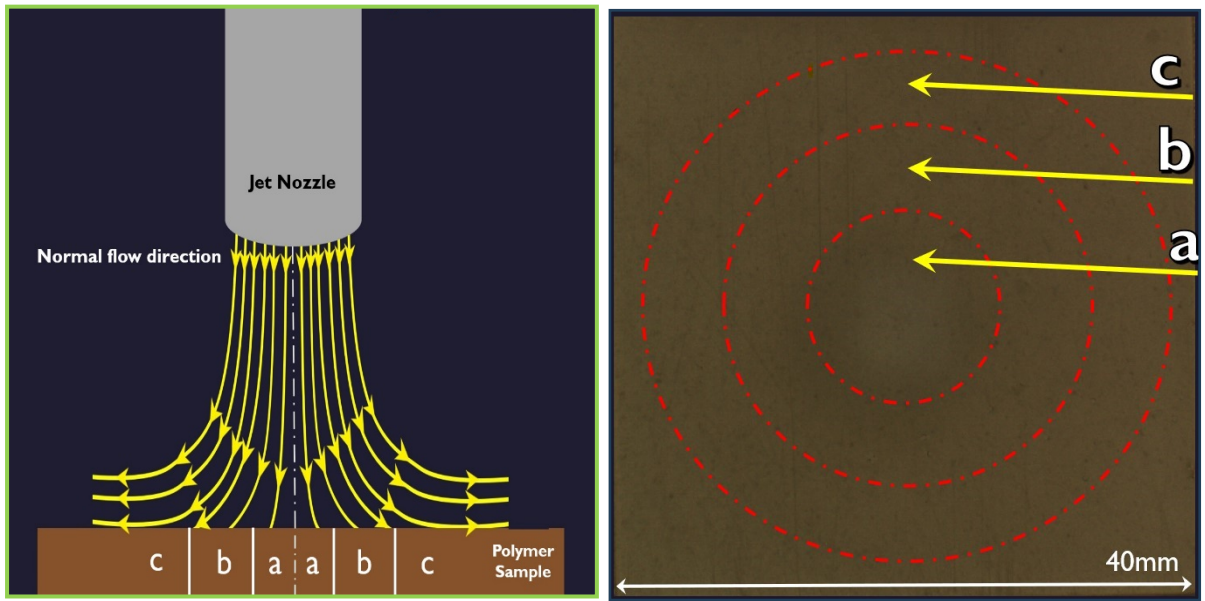 Jet Nozzle
Normal flow direction
c b a a b c
Polymer
Sample
c
b
a
40mm